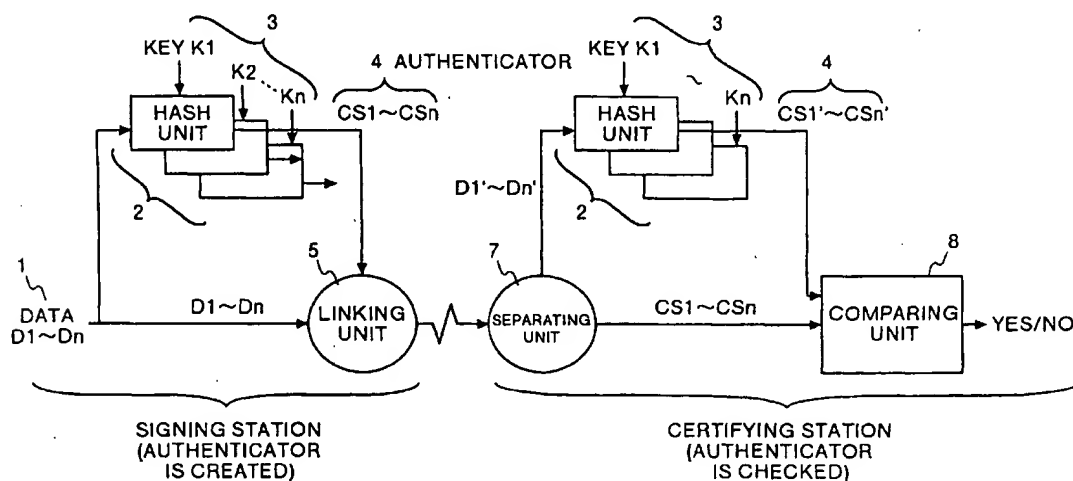 3
KEY K1
K2
Kn
4 AUTHENTICATOR
CS1~CSn
HASH
UNIT
2
1
DATA
D1~Dn
D1~Dn
5
LINKING
UNIT
SIGNING STATION
(AUTHENTICATOR
IS CREATED)
3
KEY K1
~
Kn
4
CS1'~CSn'
HASH
UNIT
D1'~Dn'
2
7
SEPARATING
UNIT
CS1~CSn
8
COMPARING
UNIT
YES/NO
CERTIFYING STATION
(AUTHENTICATOR
IS CHECKED)